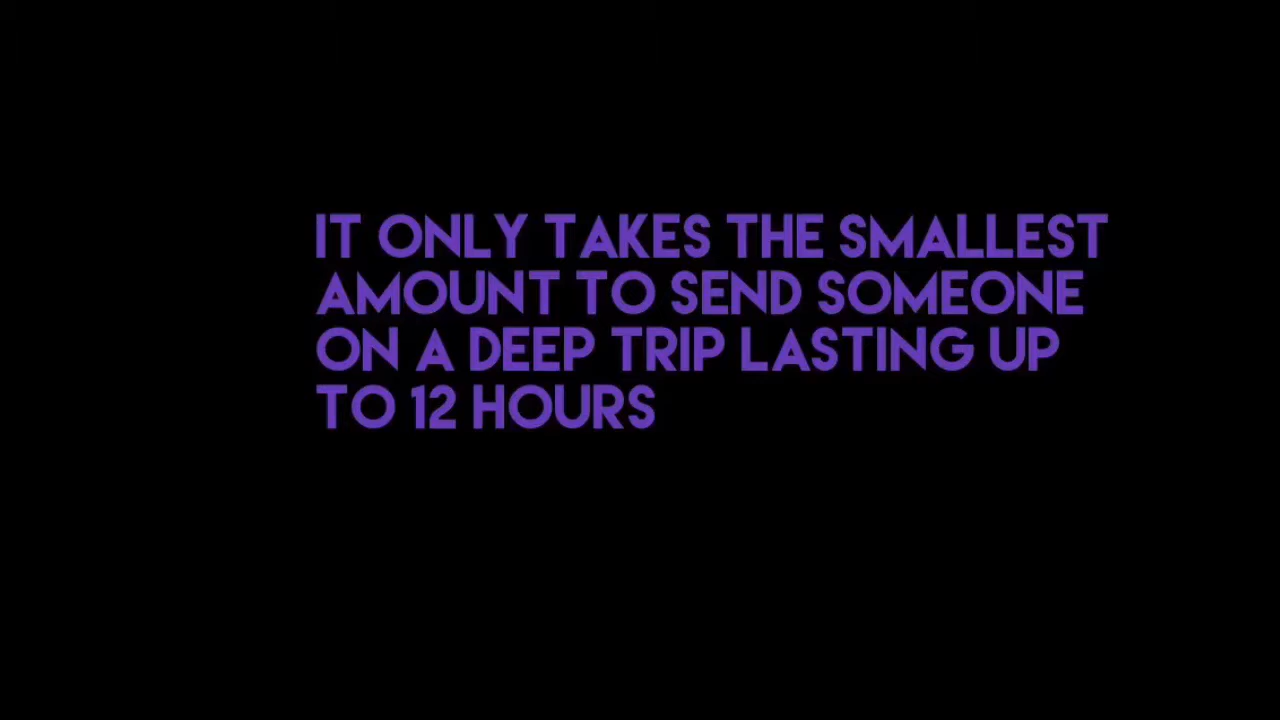 IT ONLY TAKES THE SMALLEST
AMOUNT TO SEND SOMEONE
ON A DEEP TRIP LASTING UP
TO 12 HOURS